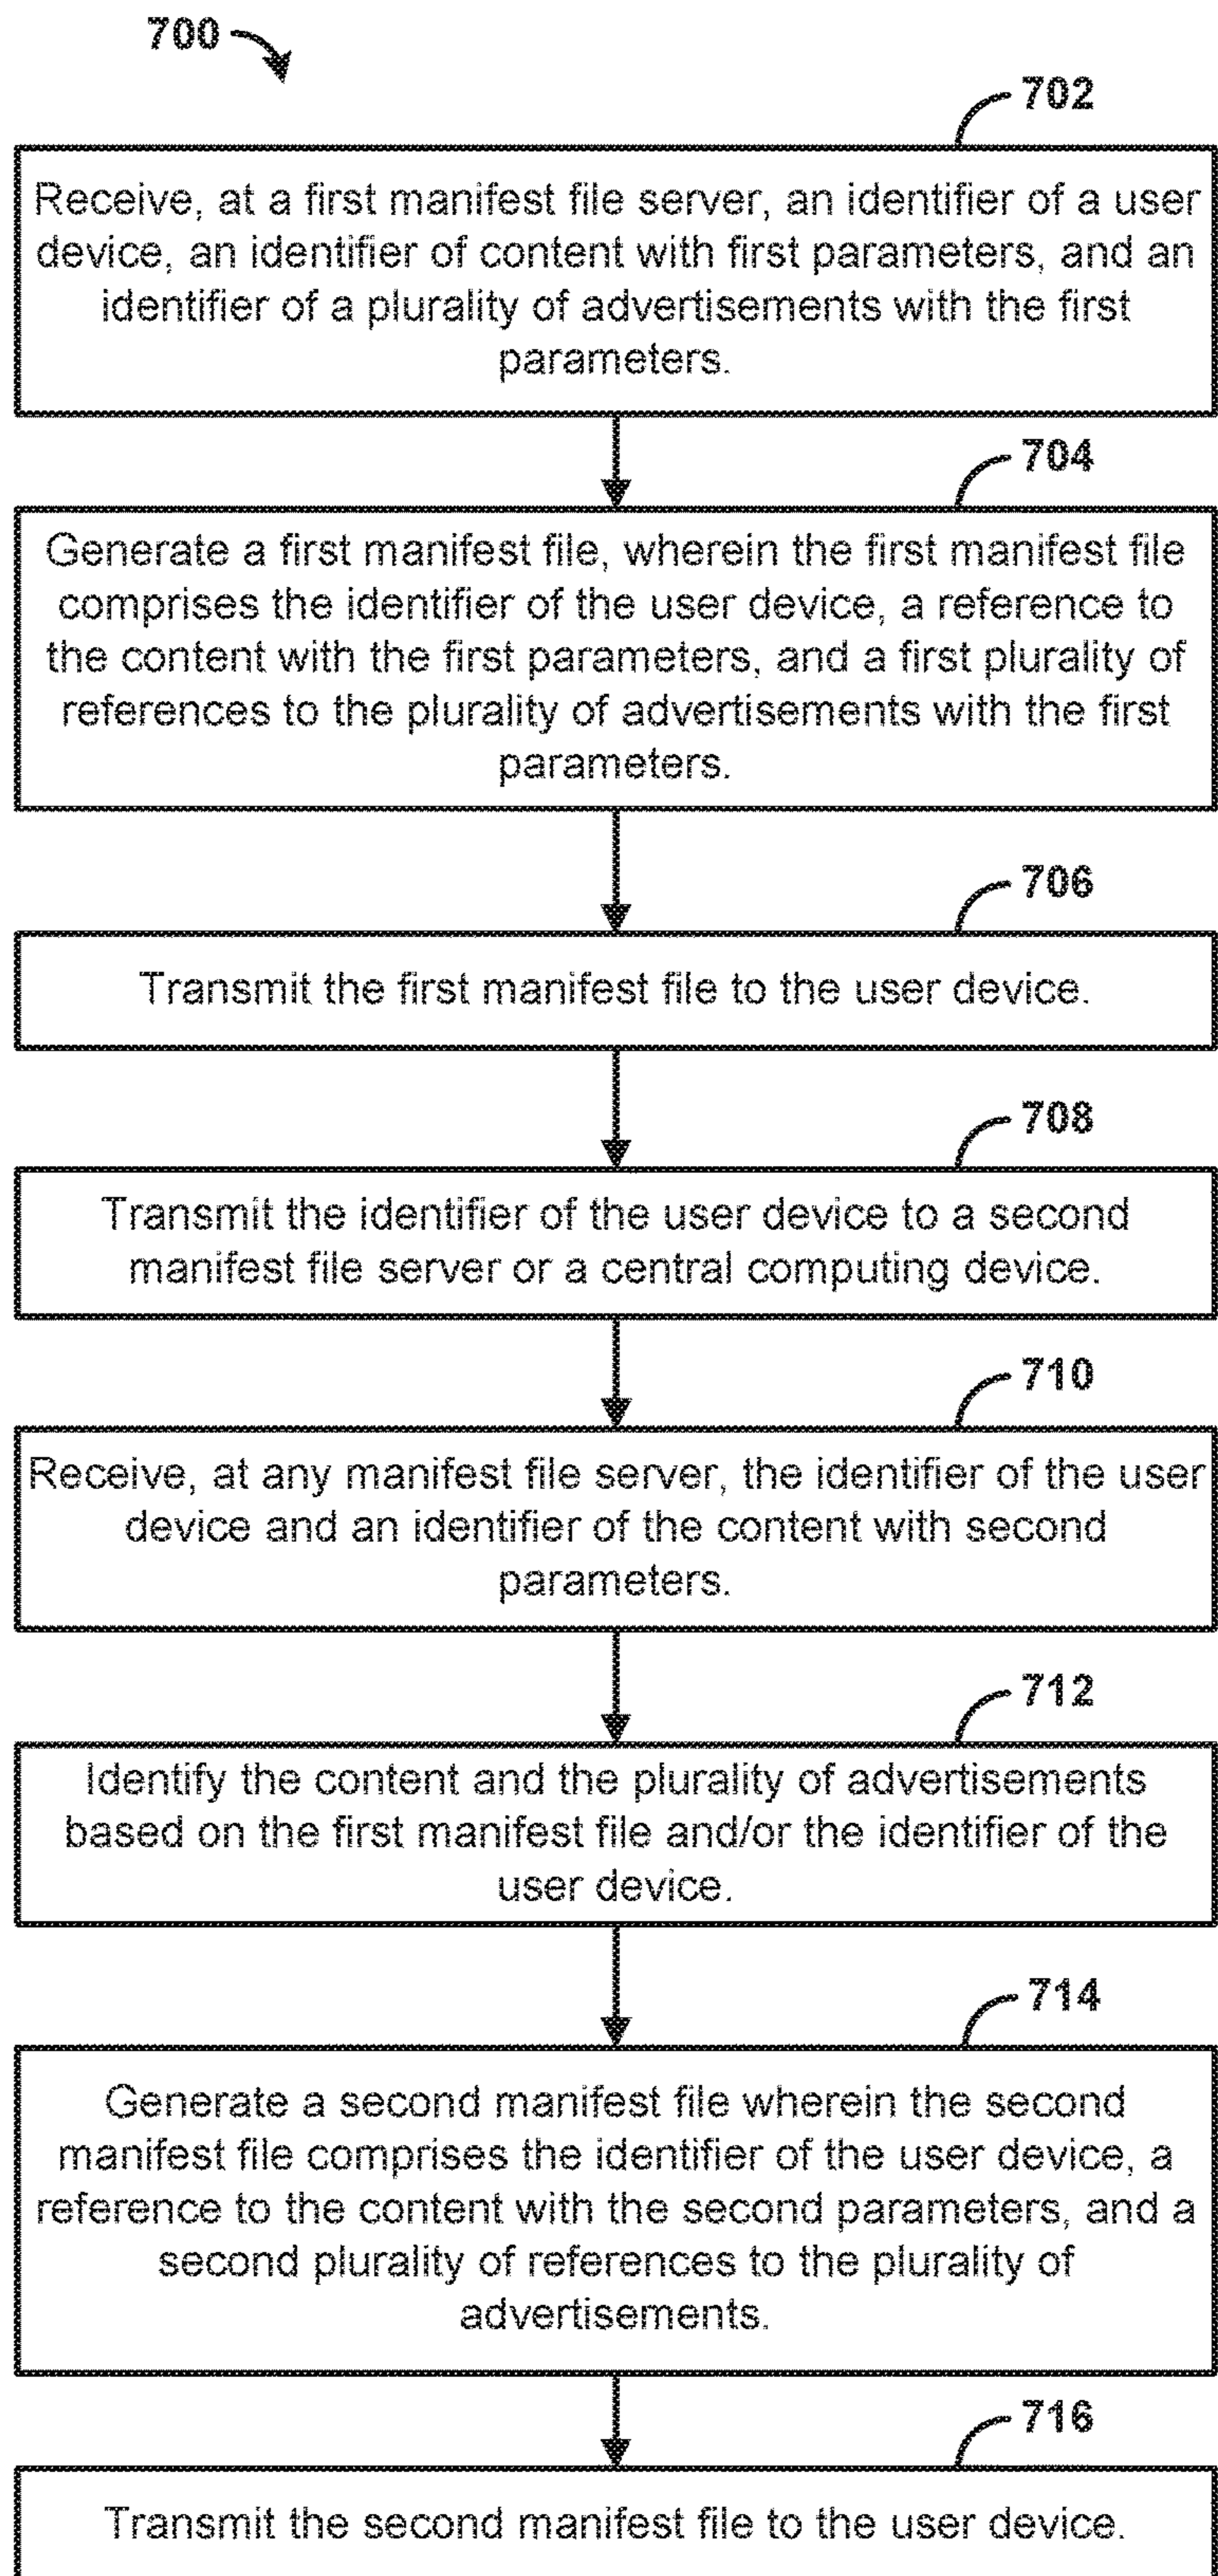 700
702
Receive, at a first manifest file server, an identifier of a user
device, an identifier of content with first parameters, and an
identifier of a plurality of advertisements with the first
parameters.
704
Generate a first manifest file, wherein the first manifest file
comprises the identifier of the user device, a reference to
the content with the first parameters, and a first plurality of
references to the plurality of advertisements with the first
parameters.
706
Transmit the first manifest file to the user device.
708
Transmit the identifier of the user device to a second
manifest file server or a central computing device.
710
Receive, at any manifest file server, the identifier of the user
device and an identifier of the content with second
parameters.
712
Identify the content and the plurality of advertisements
based on the first manifest file and/or the identifier of the
user device.
714
Generate a second manifest file wherein the second
manifest file comprises the identifier of the user device, a
reference to the content with the second parameters, and a
second plurality of references to the plurality of
advertisements.
716
Transmit the second manifest file to the user device.